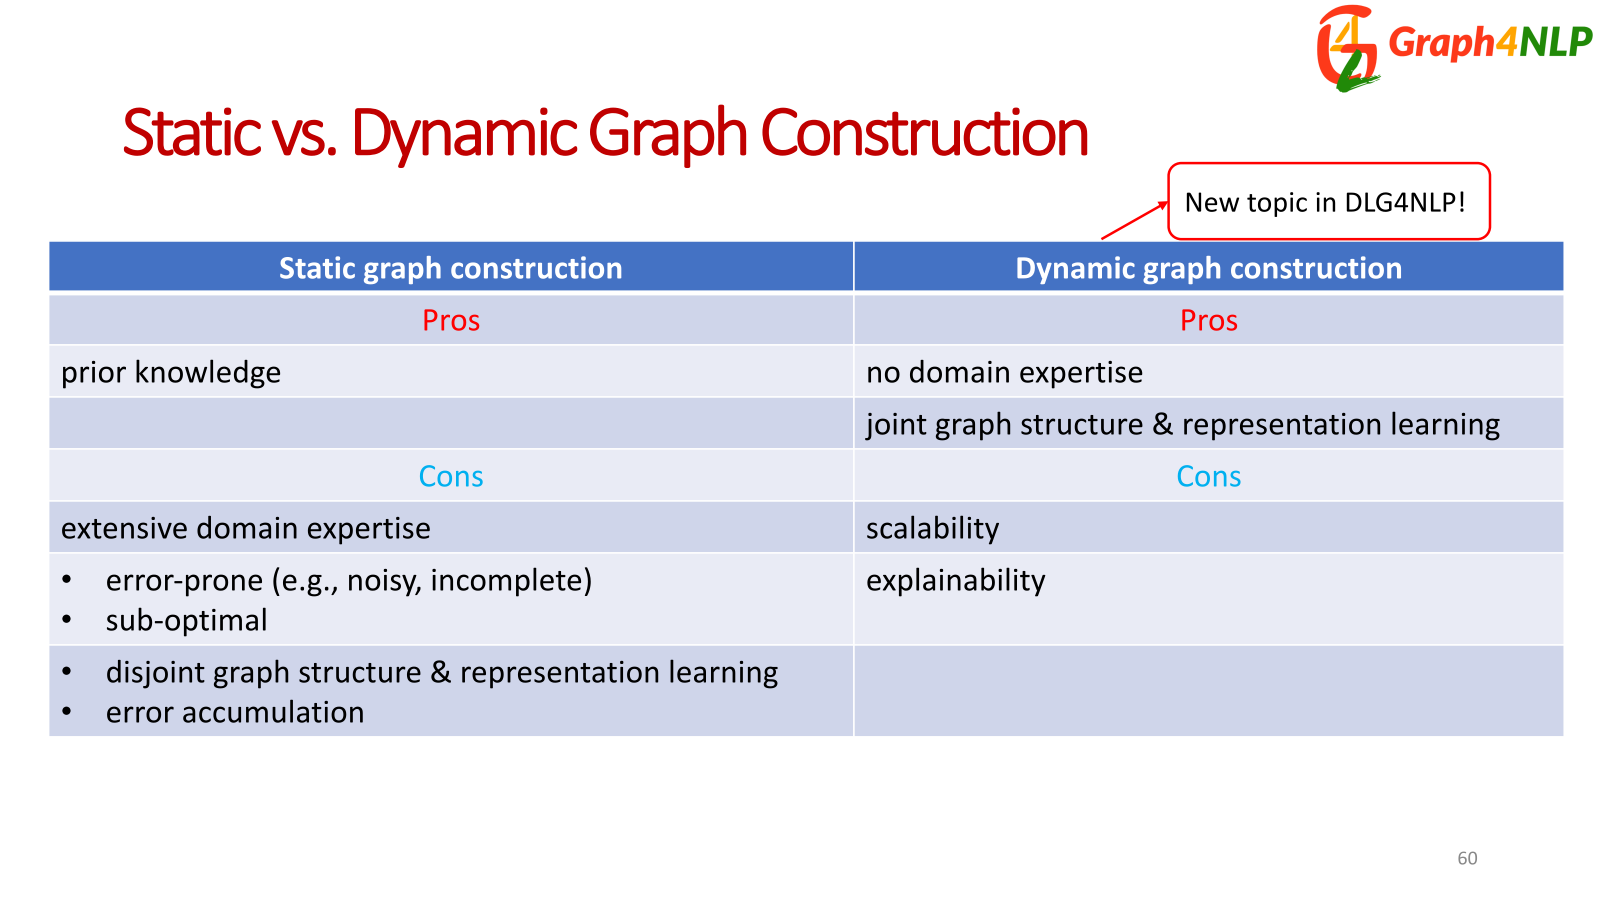 Graph4NLP
Static vs. Dynamic Graph Construction
New topic in DLG4NLP!
Static graph construction
Dynamic graph construction
Pros
Pros
prior knowledge
no domain expertise
joint graph structure & representation learning
Cons
Cons
extensive domain expertise
scalability
• error-prone (e.g., noisy, incomplete)
• sub-optimal
explainability
• disjoint graph structure & representation learning
• error accumulation
60